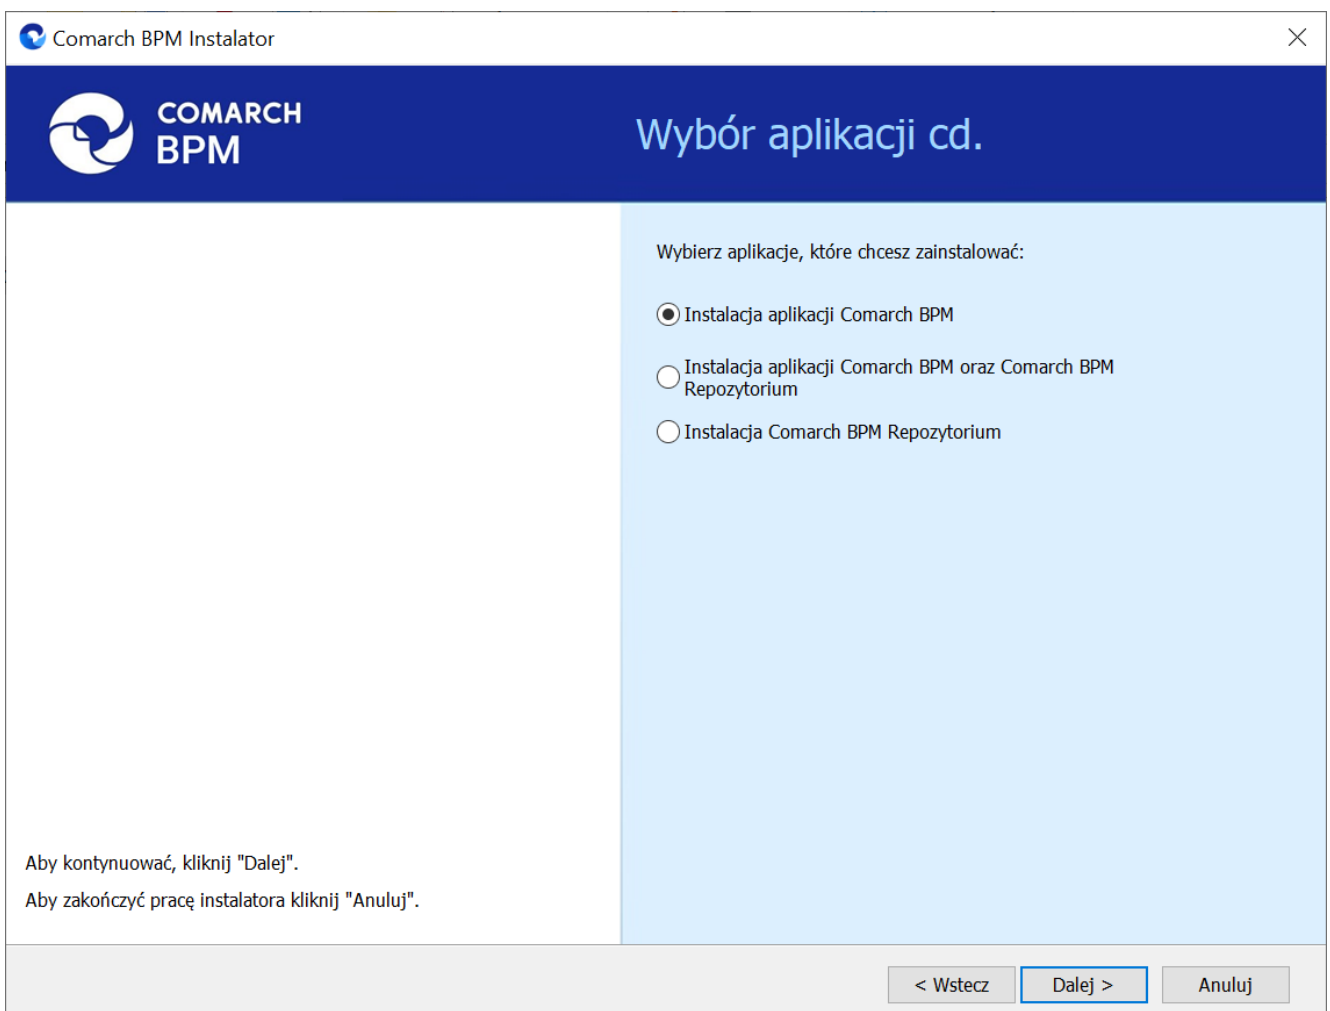 Comarch BPM Instalator
COMARCH
BPM
Wybór aplikacji cd.
Wybierz aplikacje, które chcesz zainstalować:
Instalacja aplikacji Comarch BPM
Instalacja aplikacji Comarch BPM oraz Comarch BPM
Repozytorium
Instalacja Comarch BPM Repozytorium
Aby kontynuować, kliknij "Dalej".
Aby zakończyć pracę instalatora kliknij "Anuluj".
< Wstecz
Dalej >
Anuluj